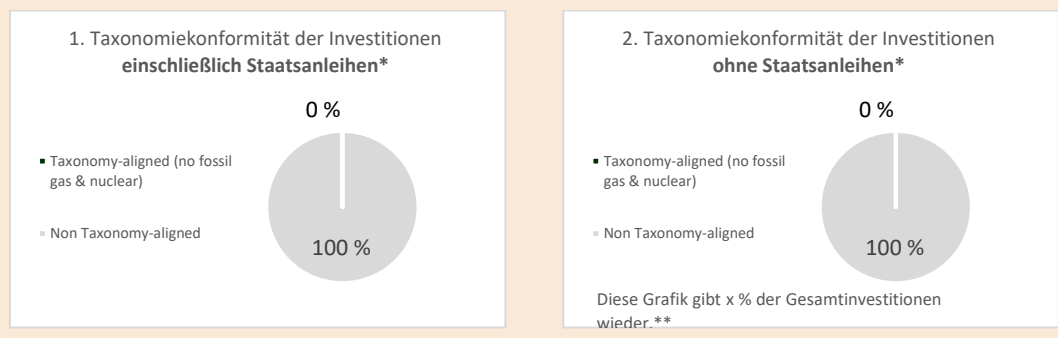 1. Taxonomiekonformität der Investitionen
einschließlich Staatsanleihen*
0 %
Taxonomy-aligned (no fossil
gas & nuclear)
Non Taxonomy-aligned
100 %
2. Taxonomiekonformität der Investitionen
ohne Staatsanleihen*
0 %
Taxonomy-aligned (no fossil
gas & nuclear)
Non Taxonomy-aligned
100 %
Diese Grafik gibt x % der Gesamtinvestitionen
wieder.**